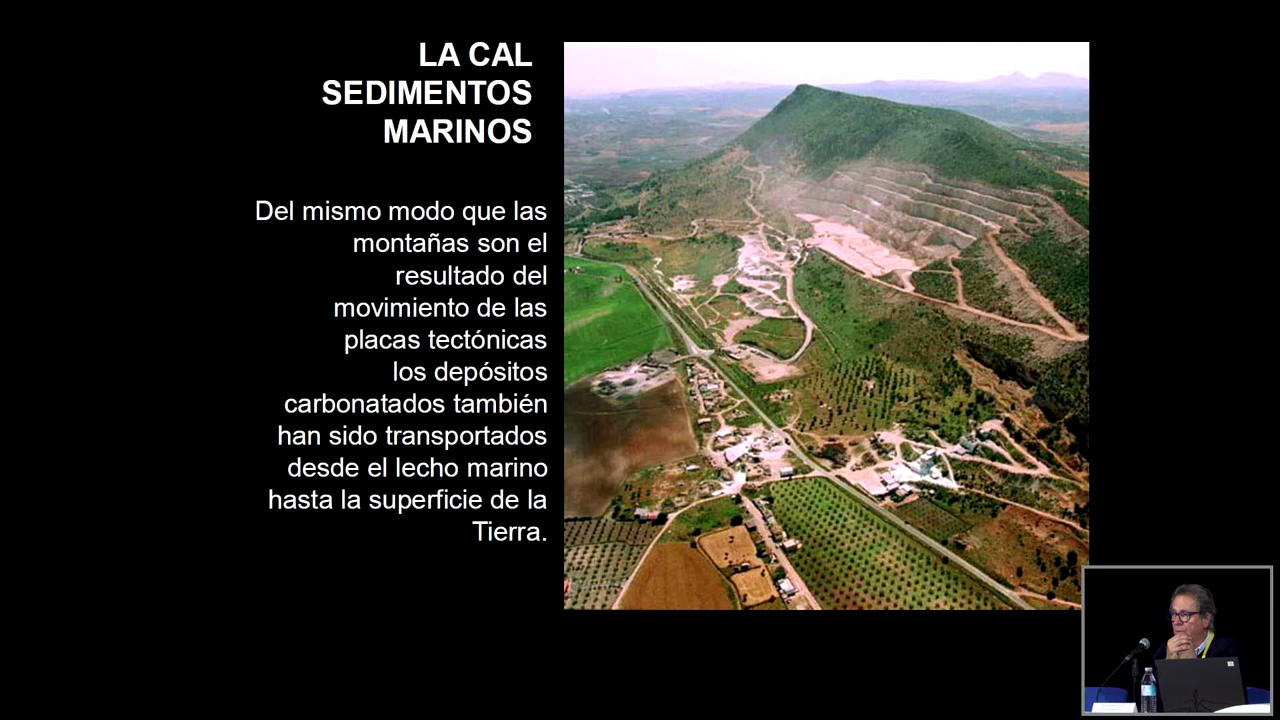 LA CAL
SEDIMENTOS
MARINOS
Del mismo modo que las
montañas son el
resultado del
movimiento de las
placas tectónicas
los depósitos
carbonatados también
han sido transportados
desde el lecho marino
hasta la superficie de la
Tierra.